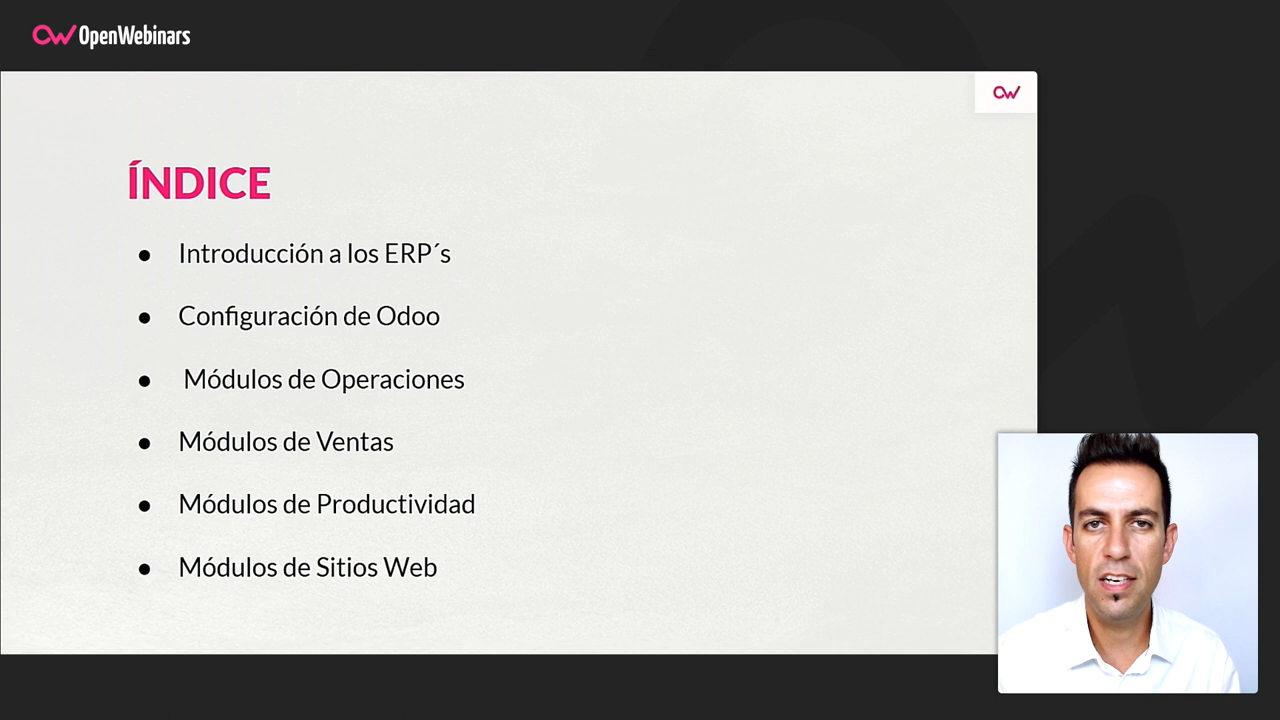 OpenWebinars
ÍNDICE
● Introducción a los ERP´s
● Configuración de Odoo
● Módulos de Operaciones
● Módulos de Ventas
● Módulos de Productividad
● Módulos de Sitios Web